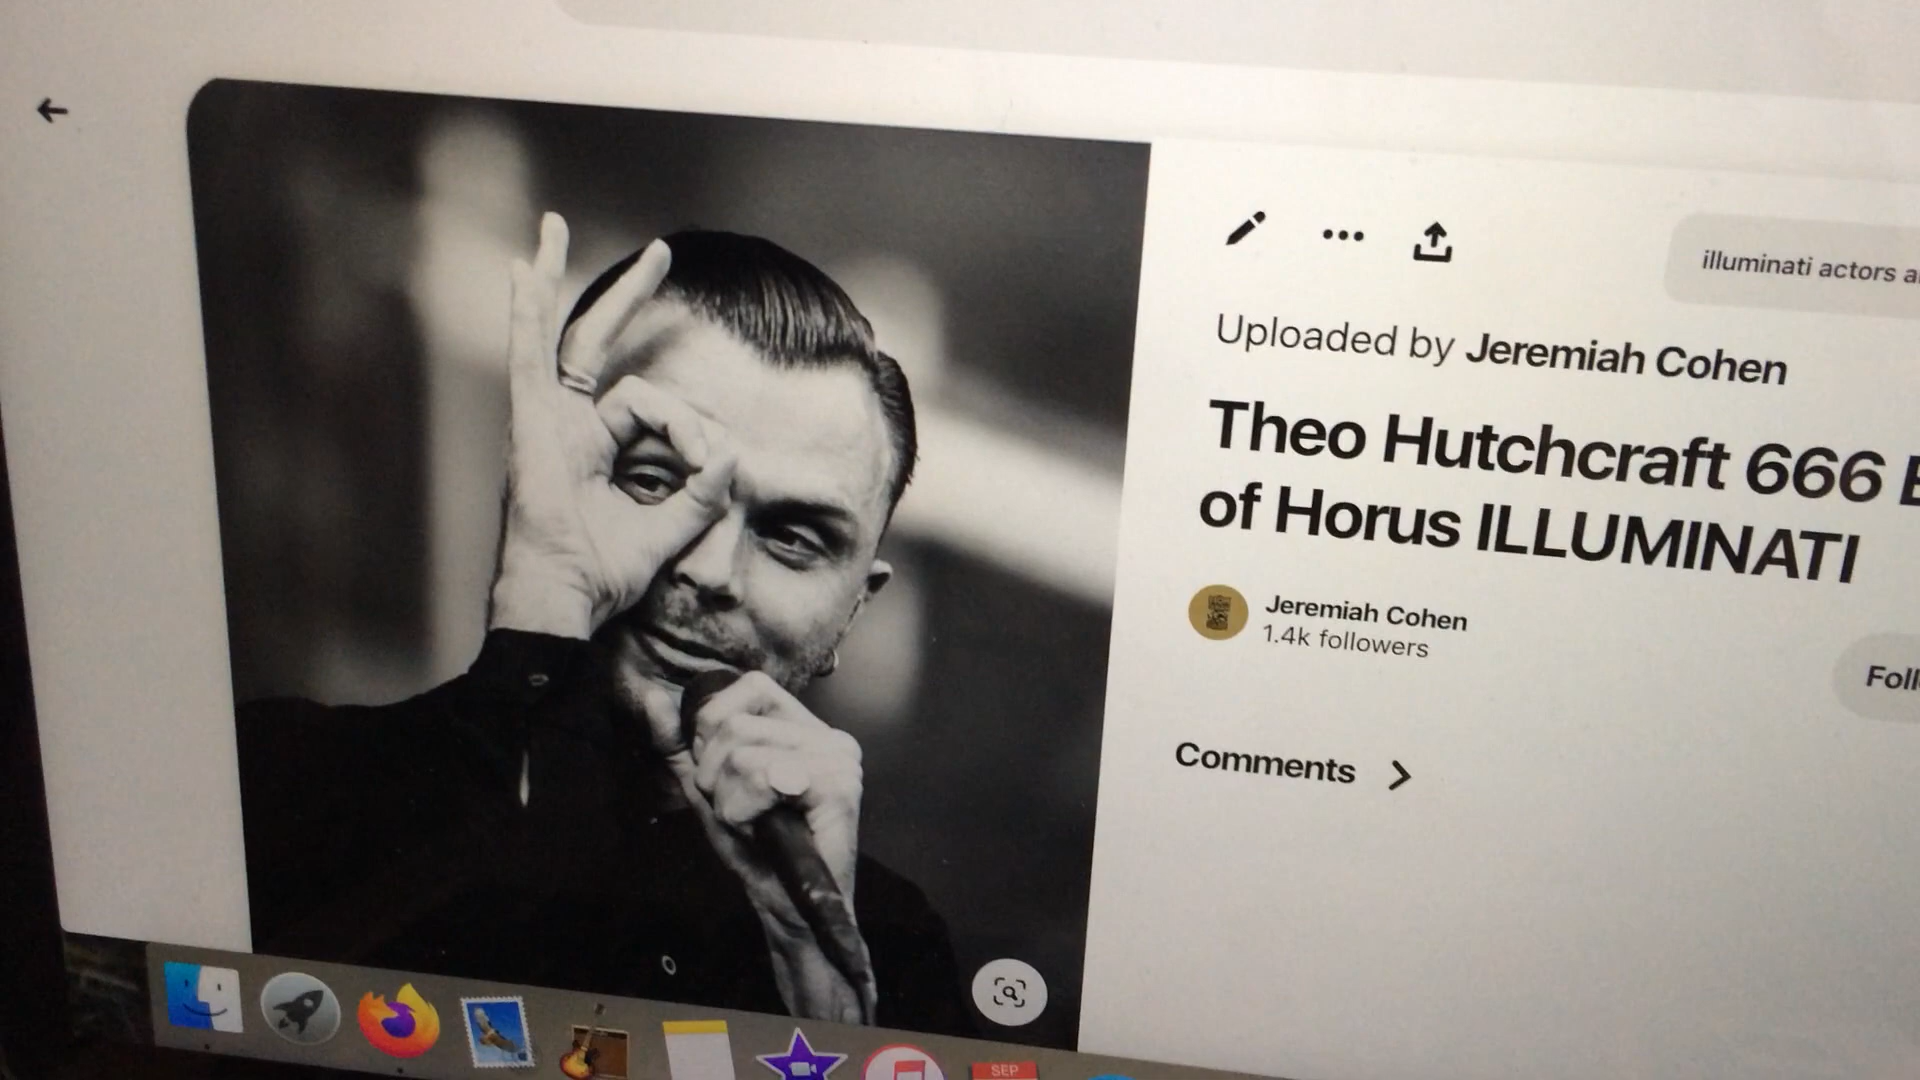 illuminati actors
Uploaded by Jeremiah Cohen
Theo Hutchcraft 666
of Horus ILLUMINATI
Jeremiah Cohen
1.4k followers
Comments
SEP